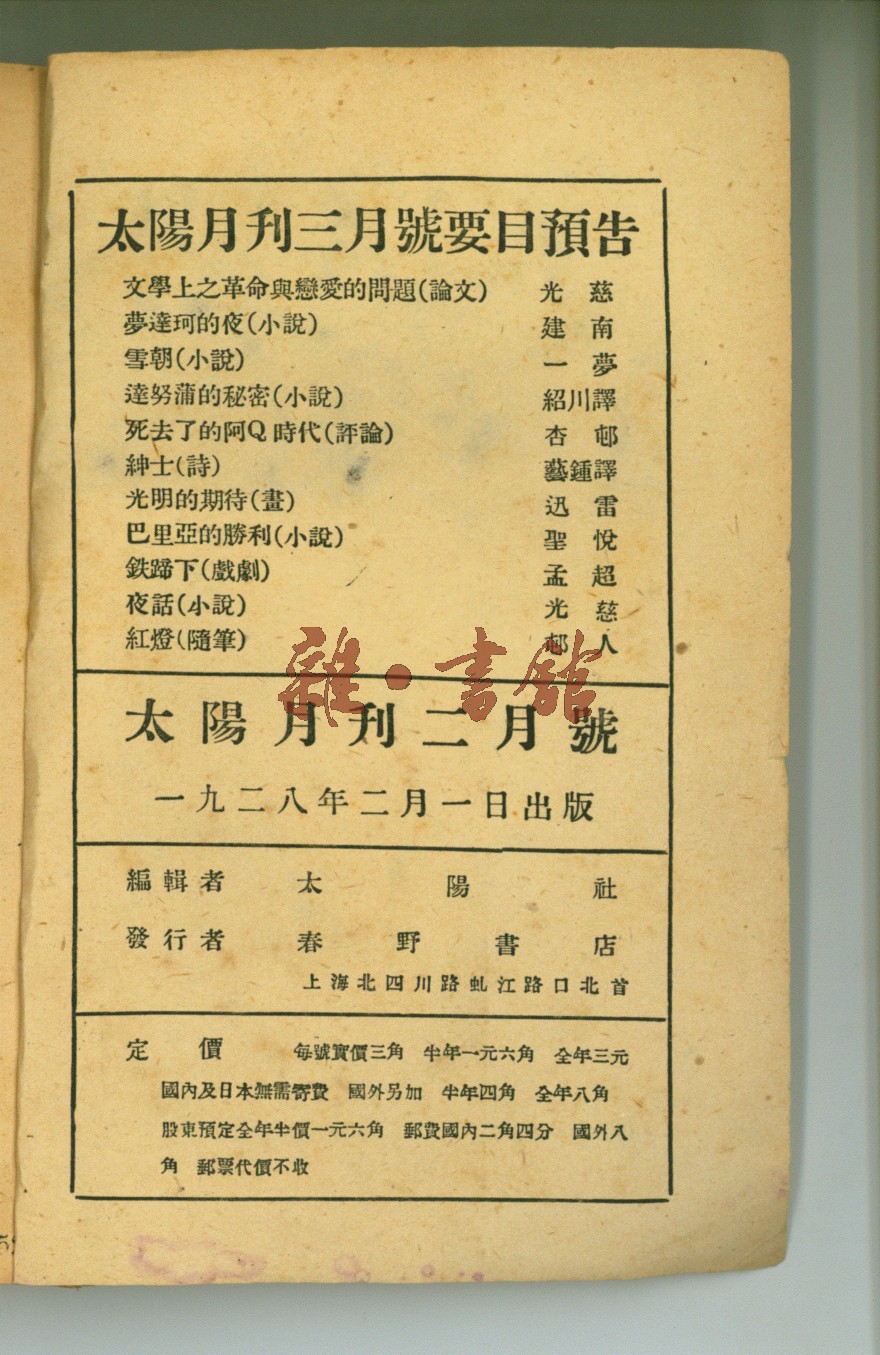 太陽月刊三月號要目預告
文學上之革命與戀愛的問題(論文) 光慈
夢達珂的夜(小說) 建南
雪朝(小說) 一夢
達努蒲的秘密(小說) 紹川譯
死去了的阿Q時代(評論) 杏邨
紳士(詩) 藝鍾譯
光明的期待(畫) 迅雷
巴里亞的勝利(小說) 聖悅
鉄蹄下(戲劇) 孟超
夜話(小說) 光慈
紅燈(隨筆) 邨人
雜·書館
太陽月刊二月號
一九二八年二月一日出版
編輯者 太陽社
發行者 春野書店
上海北四川路虬江路口北首
定價 每號實價三角 半年一元六角 全年三元
國內及日本無需寄費 國外另加 半年四角 全年八角
股東預定全年半價一元六角 郵費國內二角四分 國外八
角 郵票代價不收